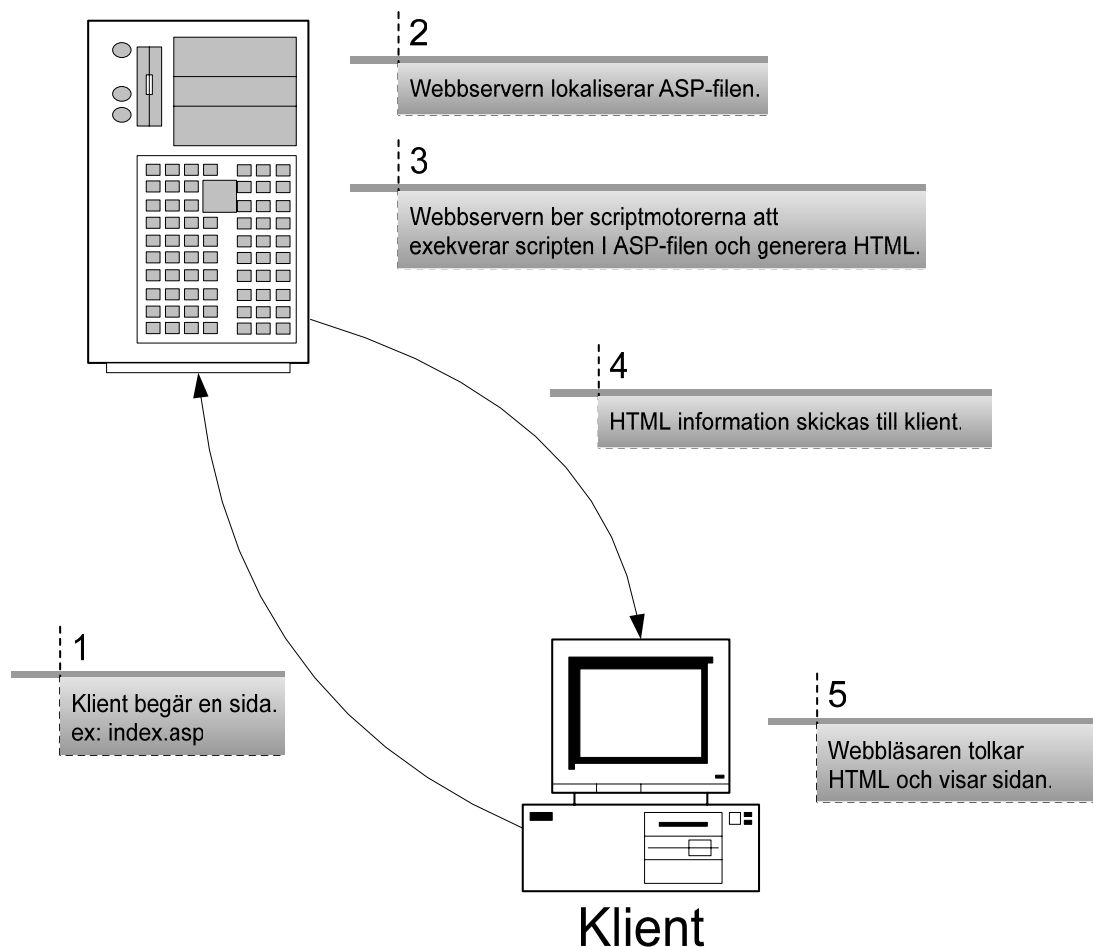 2
Webbservern lokaliserar ASP-filen.
3
Webbservern ber scriptmotorerna att
exekverar scripten I ASP-filen och generera HTML.
4
HTML information skickas till klient.
1
Klient begär en sida.
ex: index.asp
5
Webbläsaren tolkar
HTML och visar sidan.
Klient